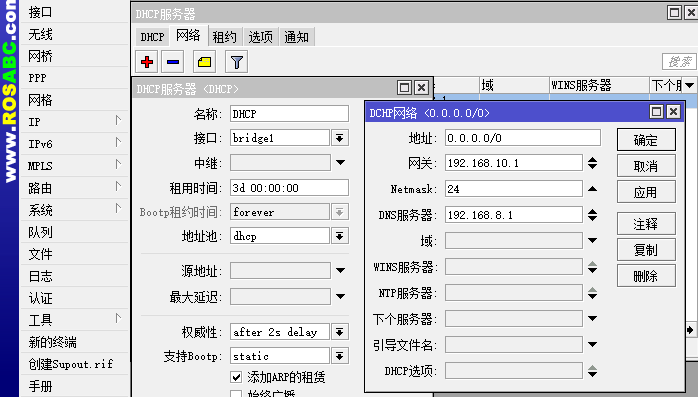 www.ROSABC.com
接口
无线
网桥
PPP
网格
IP
IPv6
MPLS
路由
系统
队列
文件
日志
认证
工具
新的终端
创建Supout.rif
手册
DHCP服务器
DHCP 网络 租约 选项 通知
搜索
域 WINS服务器 下个服
DHCP服务器 <DHCP>
名称: DHCP
接口: bridge1
中继:
租用时间: 3d 00:00:00
Bootp租约时间: forever
地址池: dhcp
源地址:
最大延迟:
权威性: after 2s delay
支持Bootp: static
添加ARP的租赁
始终广播
DCHP网络 <0.0.0.0/0>
地址: 0.0.0.0/0
网关: 192.168.10.1
Netmask: 24
DNS服务器: 192.168.8.1
域:
WINS服务器:
NTP服务器:
下个服务器:
引导文件名:
DHCP选项:
确定
取消
应用
注释
复制
删除